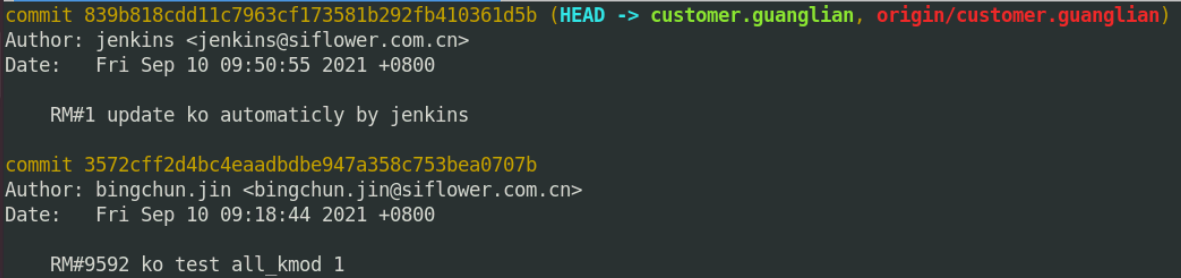 commit 839b818cdd11c7963cf173581b292fb410361d5b (HEAD -> customer.guanglian, origin/customer.guanglian)
Author: jenkins <jenkins@siflower.com.cn>
Date:   Fri Sep 10 09:50:55 2021 +0800
    RM#1 update ko automaticly by jenkins
commit 3572cff2d4bc4eaadbdbe947a358c753bea0707b
Author: bingchun.jin <bingchun.jin@siflower.com.cn>
Date:   Fri Sep 10 09:18:44 2021 +0800
    RM#9592 ko test all_kmod 1